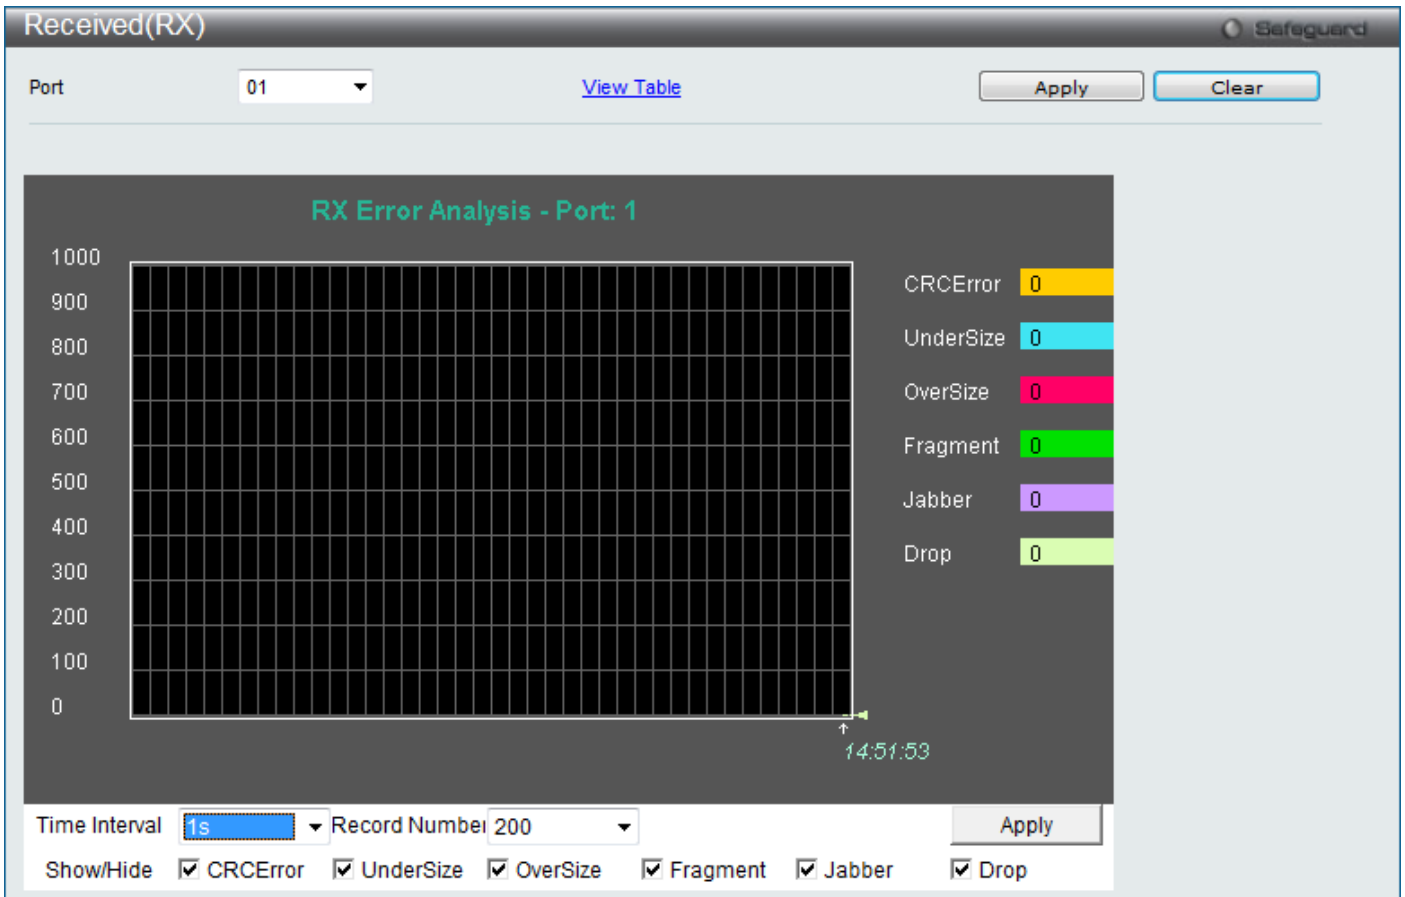 Received(RX)
Safeguard
Port 01 View Table Apply Clear
RX Error Analysis - Port: 1
1000
900
800
700
600
500
400
300
200
100
0
CRCError 0
UnderSize 0
OverSize 0
Fragment 0
Jabber 0
Drop 0
14:51:53
Time Interval 1s Record Number 200 Apply
Show/Hide CRCError UnderSize OverSize Fragment Jabber Drop